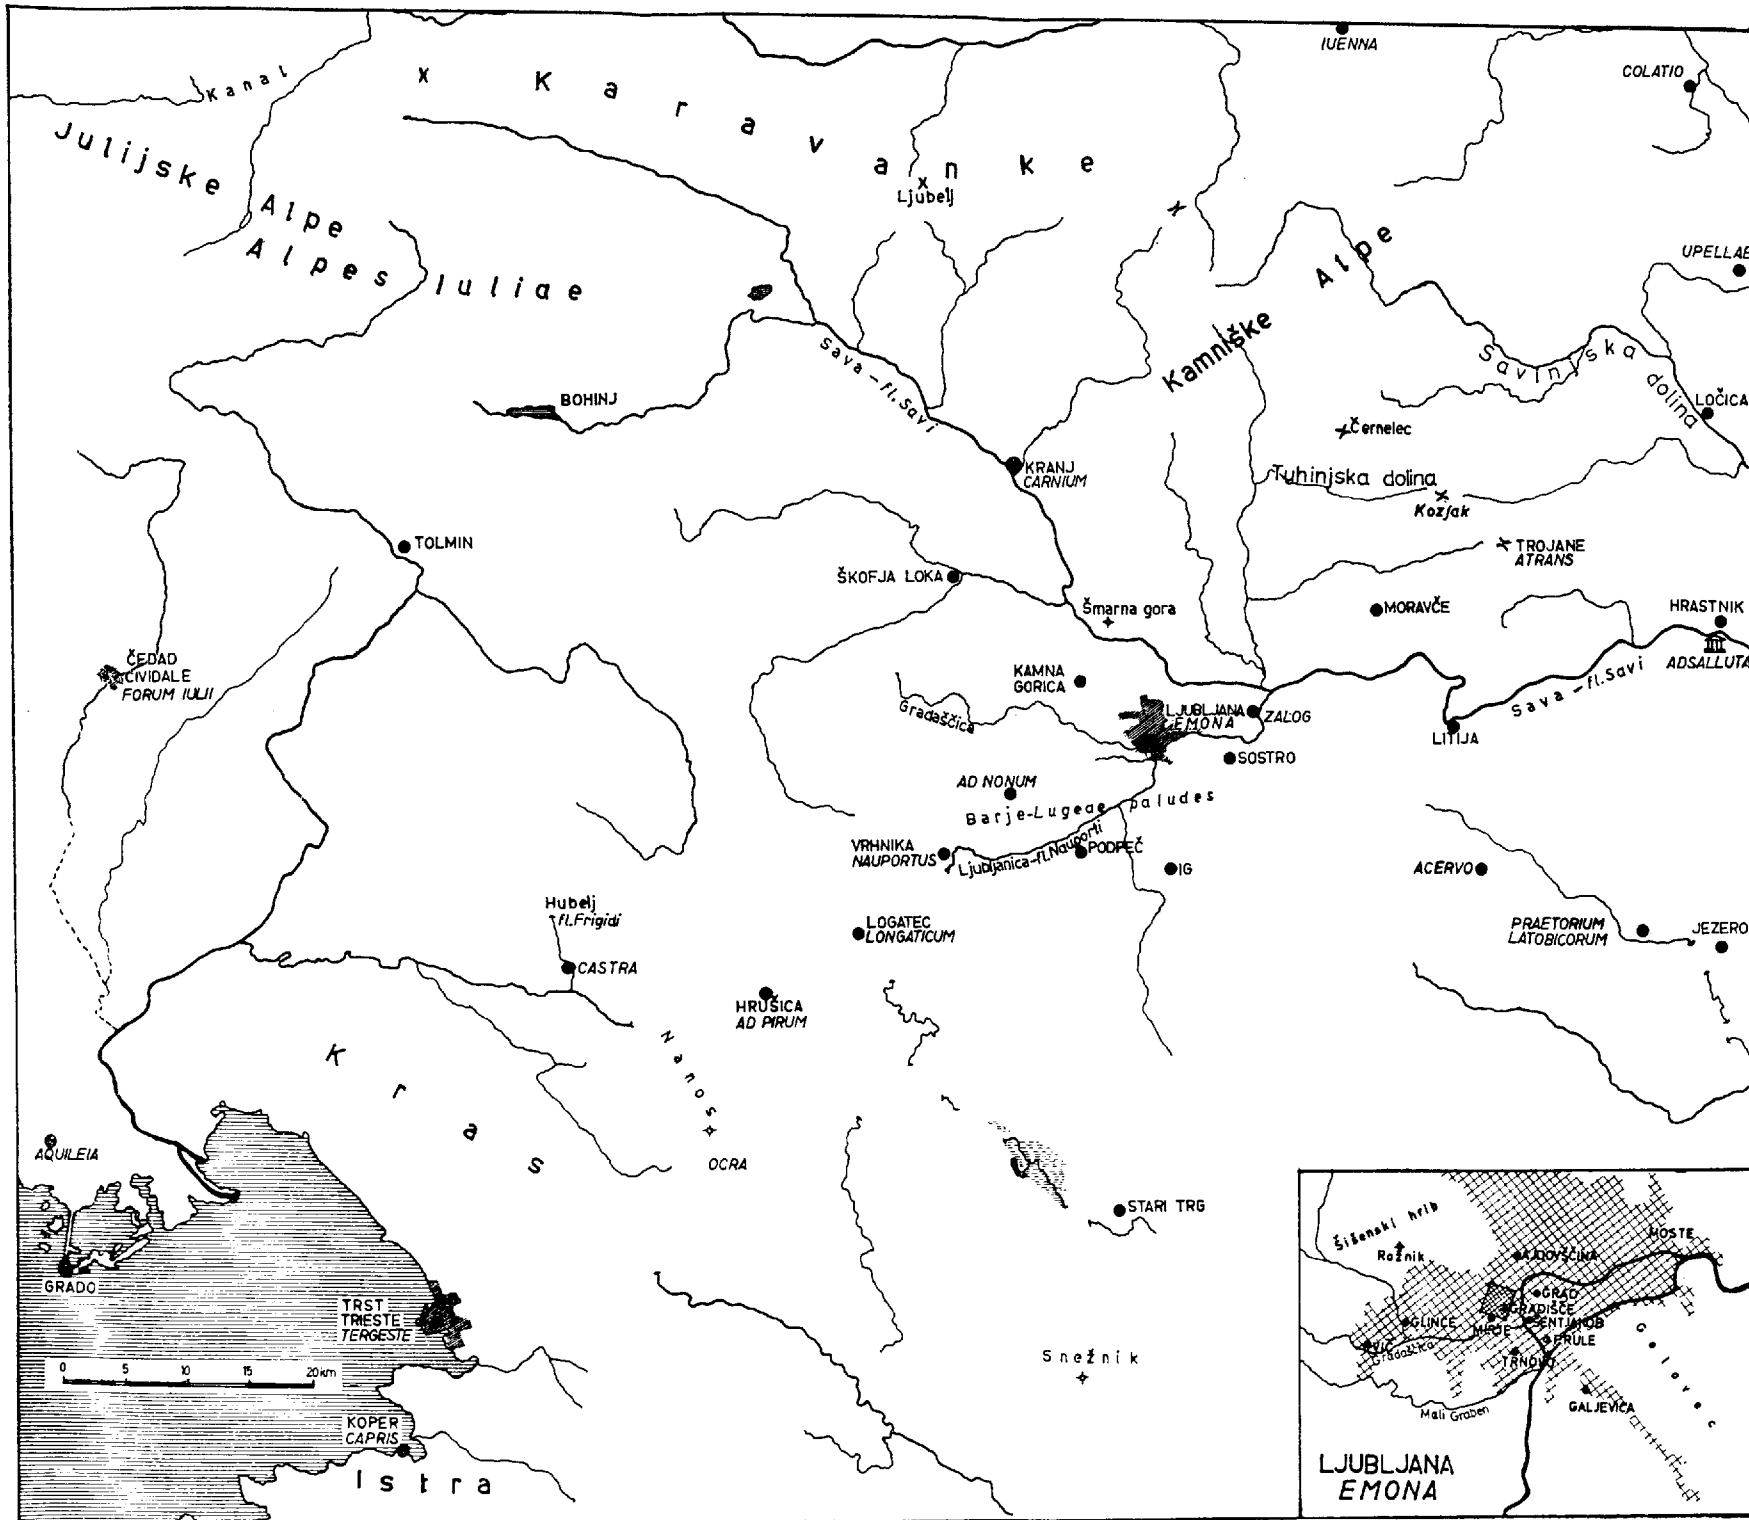 IUENNA
COLATIO
Kanal
x Karavanke
Julijske Alpe
Alpes Iuliae
Ljubelj
UPELLAE
Kamniške Alpe
Savinjska dolina
LOČICA
Sava - fl. Savi
BOHINJ
Černelec
KRANJ
CARNIUM
Tuhinjska dolina
Kozjak
TOLMIN
TROJANE
ATRANS
ŠKOFJA LOKA
Šmarna gora
MORAVČE
HRASTNIK
ADSALLUTA
ČEDAD
CIVIDALE
FORUM IULII
KAMNA
GORICA
Gradaščica
LJUBLJANA
EMONA
ZALOG
Sava - fl. Savi
LITIJA
SOSTRO
AD NONUM
Barje-Lugeae paludes
VRHNIKA
NAUPORTUS
Ljubljanica-fl. Nauporti
PODPEČ
IG
ACERVO
Hubelj
fl. Frigidi
LOGATEC
LONGATICUM
PRAETORIUM
LATOBICORUM
JEZERO
CASTRA
HRUŠICA
AD PIRUM
Nanos
Kras
AQUILEIA
OCRA
STARI TRG
GRADO
TRST
TRIESTE
TERGESTE
0 5 10 15 20 km
Snežnik
KOPER
CAPRIS
Istra
Šišenski hrib
Rožnik
MOSTE
AJDOVŠČINA
GRAD
GRADIŠČE
GLINCE
MIRJE
ŠENTJAKOB
PRULE
VIČ
Gradaščica
TRNOVO
Golovec
Mali Graben
GALJEVICA
LJUBLJANA
EMONA